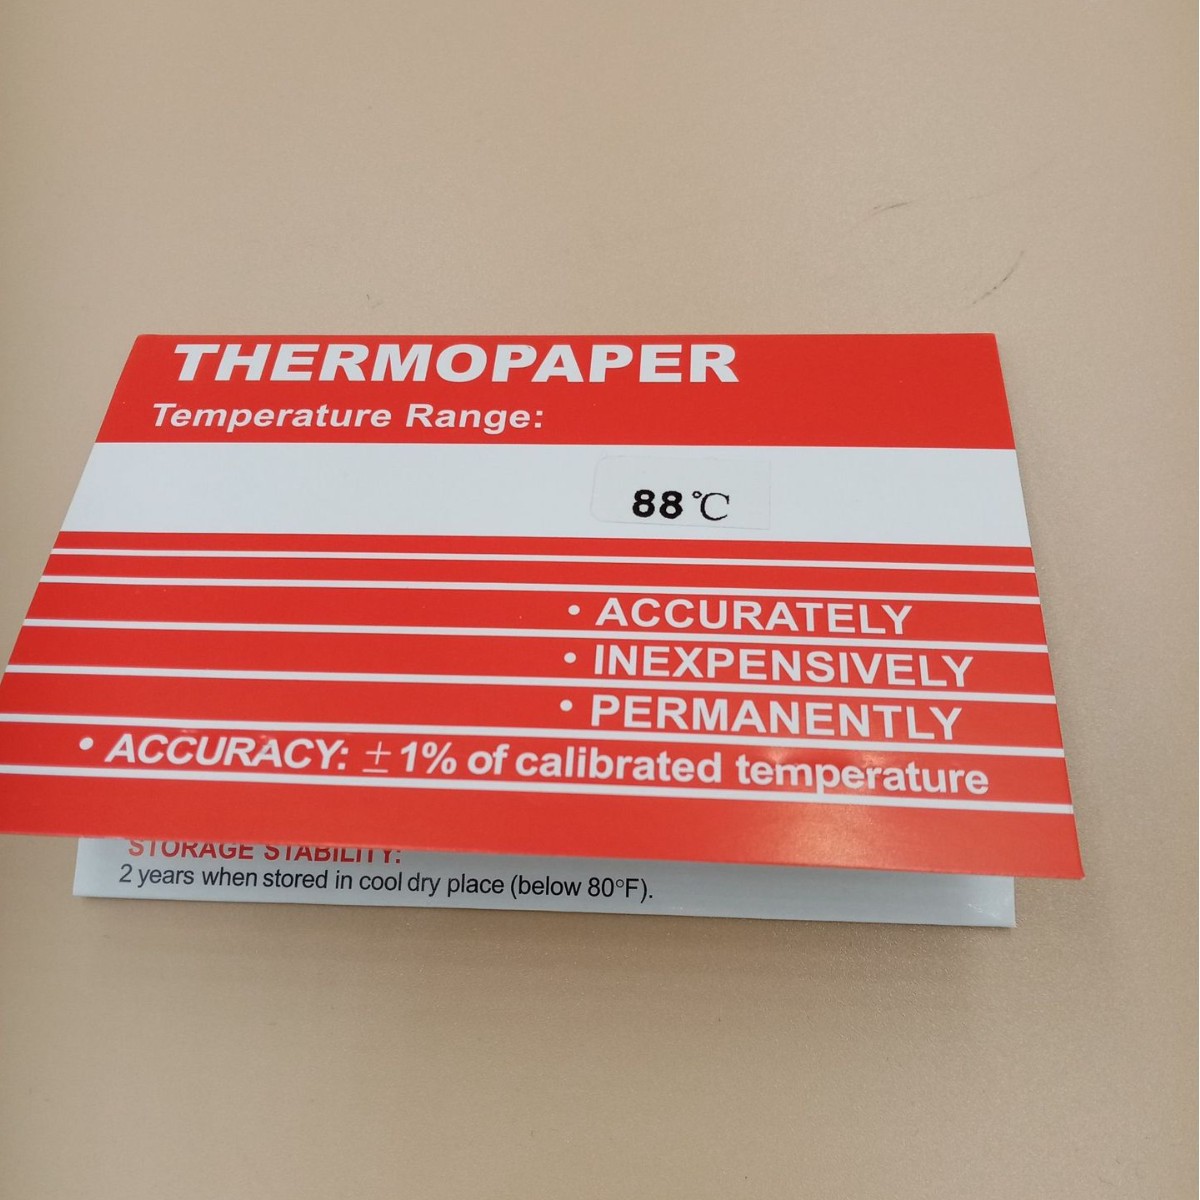 THERMOPAPER
Temperature Range:
88℃
• ACCURATELY
• INEXPENSIVELY
• PERMANENTLY
• ACCURACY: ±1% of calibrated temperature
STORAGE STABILITY:
2 years when stored in cool dry place (below 80°F).